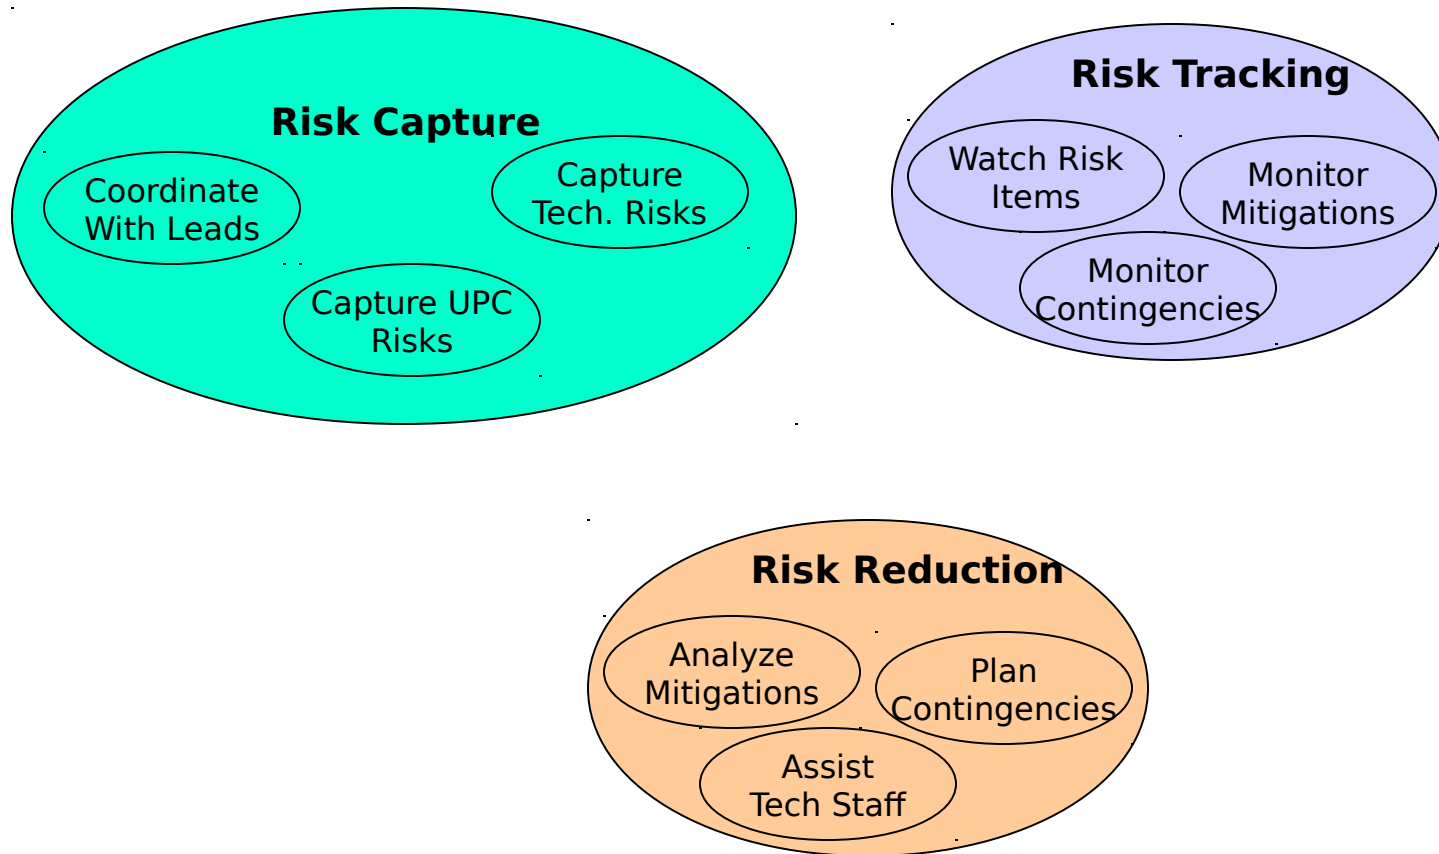 Risk Capture
Coordinate
With Leads
Capture
Tech. Risks
Capture UPC
Risks
Risk Tracking
Watch Risk
Items
Monitor
Mitigations
Monitor
Contingencies
Risk Reduction
Analyze
Mitigations
Plan
Contingencies
Assist
Tech Staff